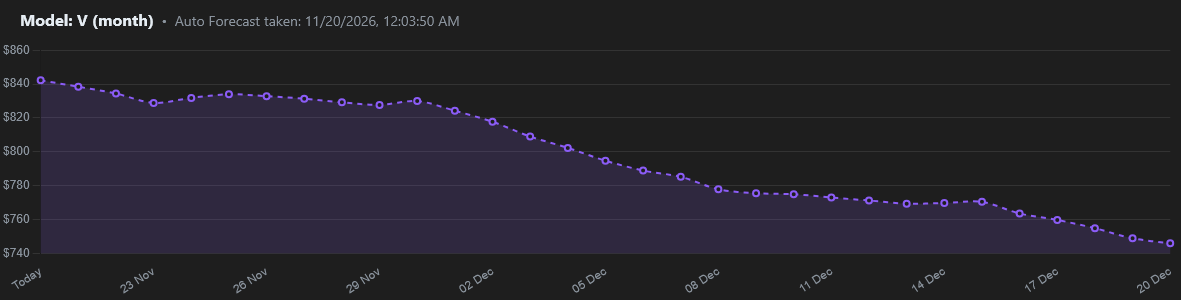 Model: V (month) • Auto Forecast taken: 11/20/2026, 12:03:50 AM
$860
$840
$820
$800
$780
$760
$740
Today
23 Nov
26 Nov
29 Nov
02 Dec
05 Dec
08 Dec
11 Dec
14 Dec
17 Dec
20 Dec